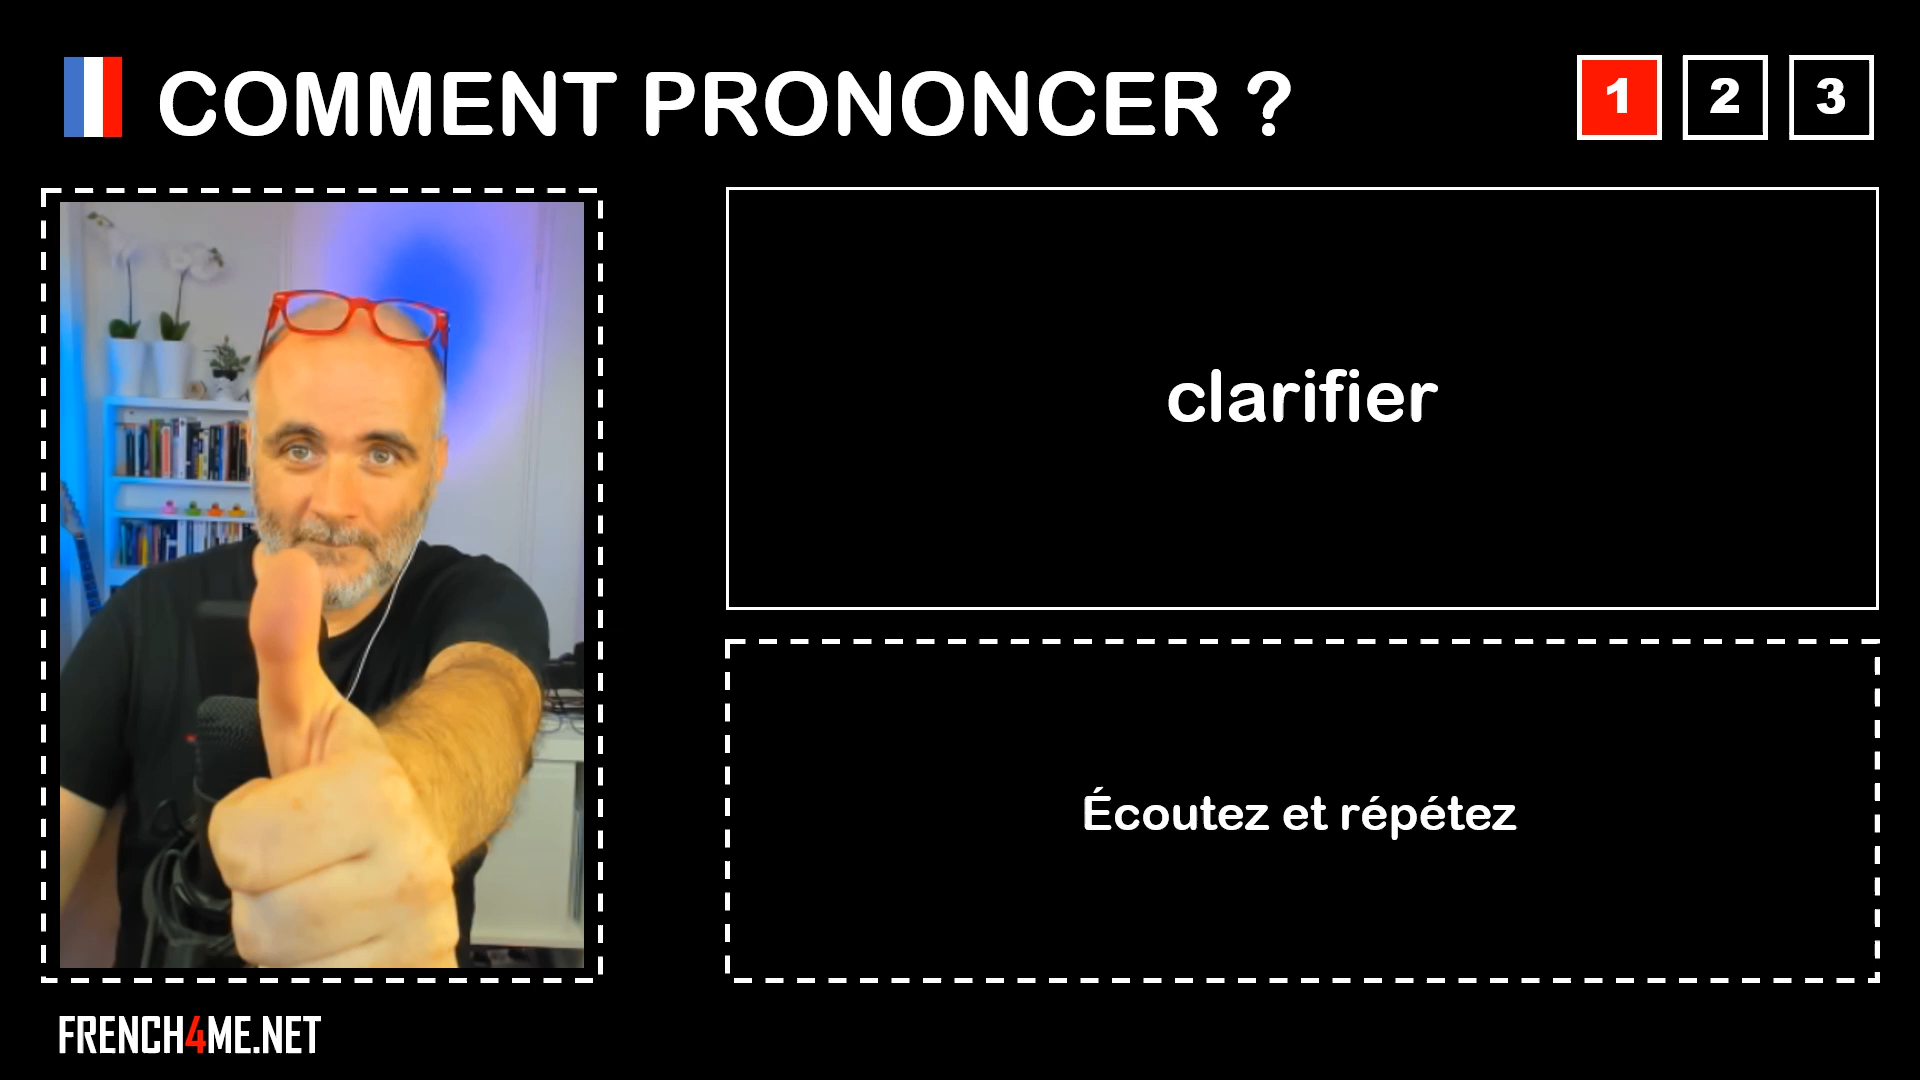 COMMENT PRONONCER ?
1 2 3
clarifier
Écoutez et répétez
FRENCH4ME.NET